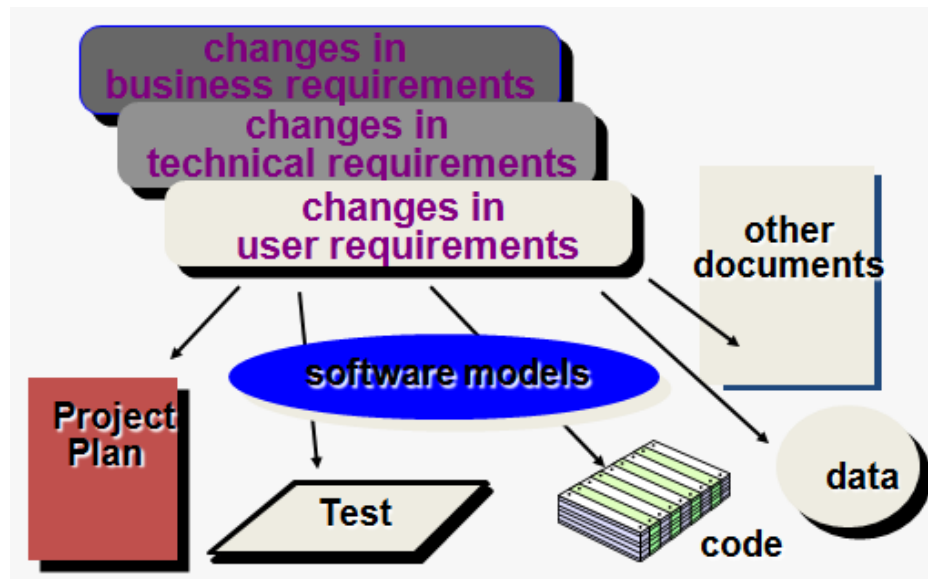 changes in
business requirements
changes in
technical requirements
changes in
user requirements
other
documents
software models
Project
Plan
Test
code
data